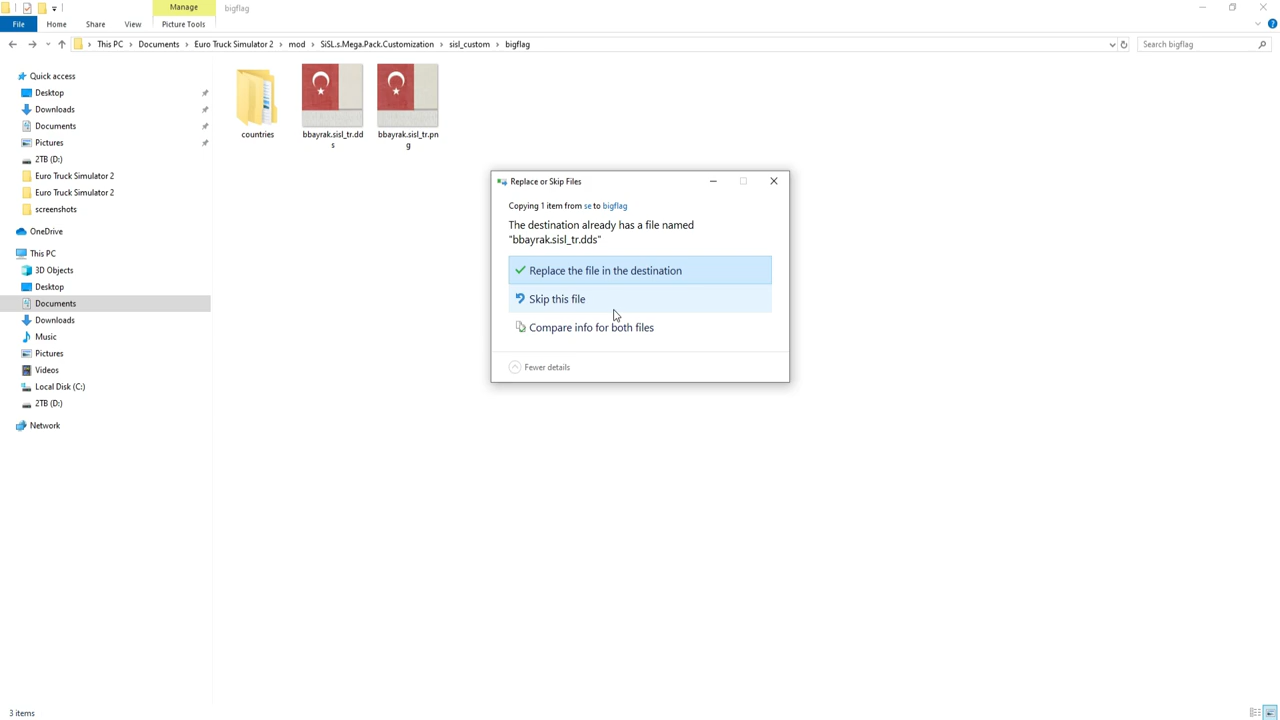 Manage
bigflag
File
Home
Share
View
Picture Tools
This PC
Documents
Euro Truck Simulator 2
mod
SiSL.s.Mega.Pack.Customization
sisl_custom
bigflag
Search bigflag
Quick access
Desktop
Downloads
Documents
Pictures
2TB (D:)
Euro Truck Simulator 2
Euro Truck Simulator 2
screenshots
OneDrive
This PC
3D Objects
Desktop
Documents
Downloads
Music
Pictures
Videos
Local Disk (C:)
2TB (D:)
Network
countries
bbayrak.sisl_tr.dd
s
bbayrak.sisl_tr.pn
g
Replace or Skip Files
Copying 1 item from se to bigflag
The destination already has a file named
"bbayrak.sisl_tr.dds"
Replace the file in the destination
Skip this file
Compare info for both files
Fewer details
3 items